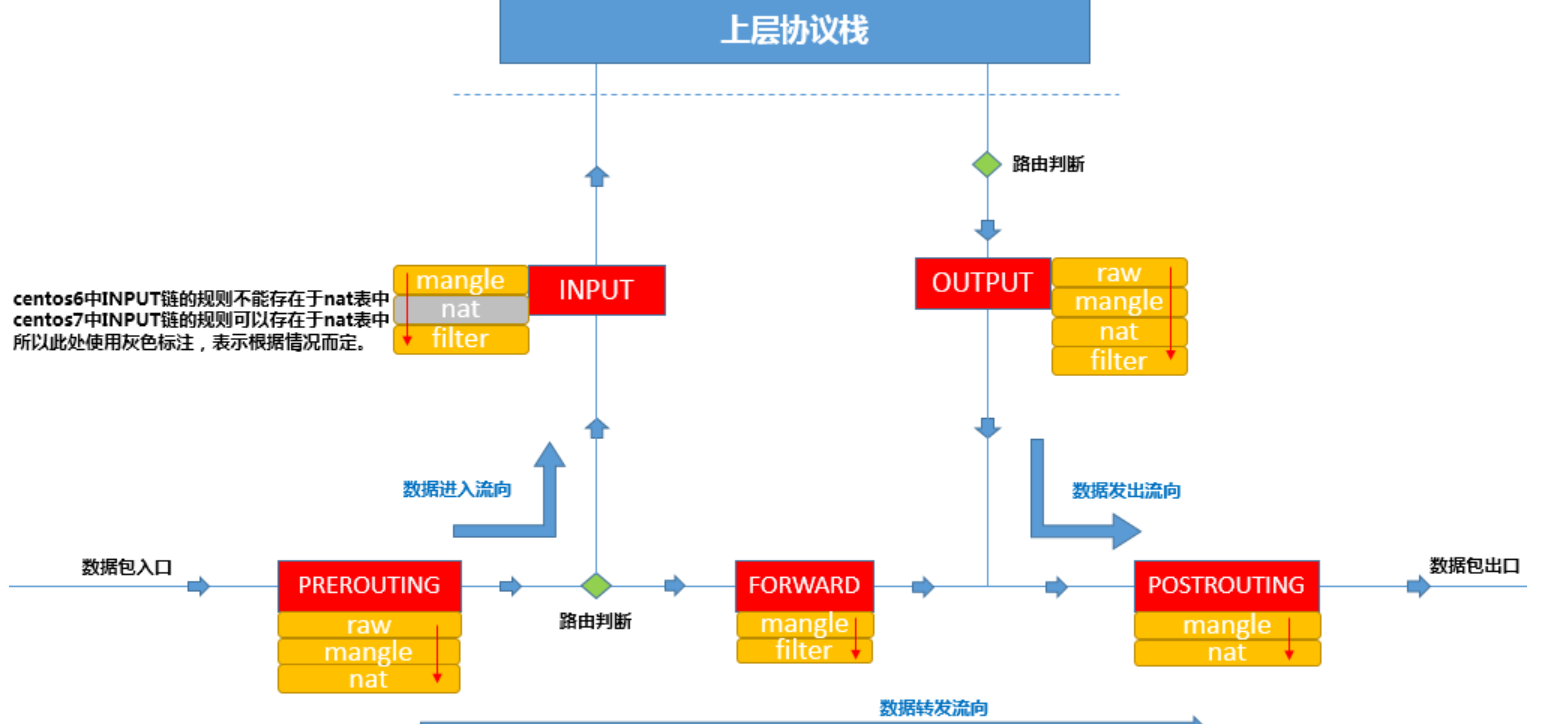 上层协议栈
路由判断
mangle
nat
filter
INPUT
OUTPUT
raw
mangle
nat
filter
centos6中INPUT链的规则不能存在于nat表中
centos7中INPUT链的规则可以存在于nat表中
所以此处使用灰色标注，表示根据情况而定。
数据进入流向
数据发出流向
数据包入口
PREROUTING
raw
mangle
nat
路由判断
FORWARD
mangle
filter
POSTROUTING
mangle
nat
数据包出口
数据转发流向